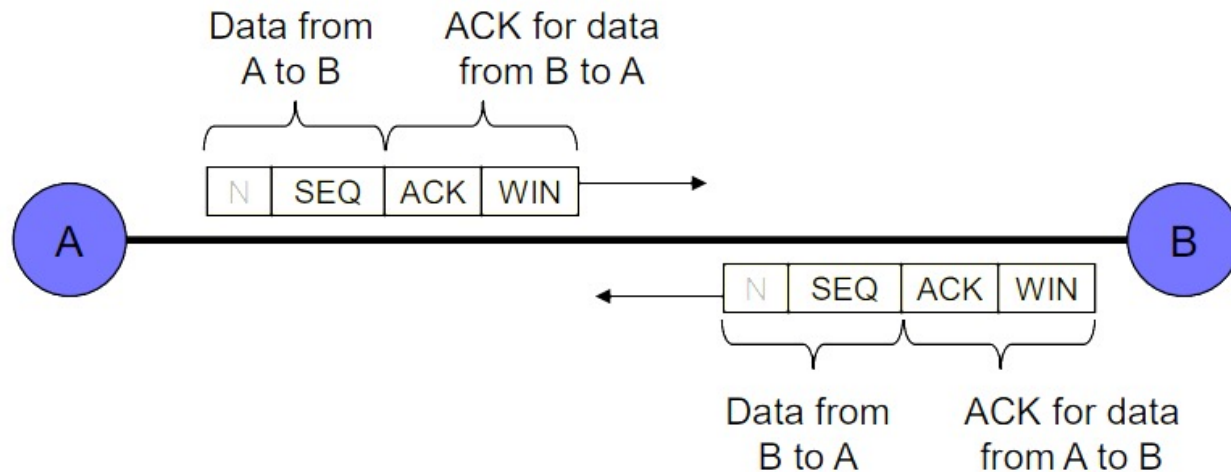 Data from
A to B
ACK for data
from B to A
N SEQ ACK WIN
A
B
N SEQ ACK WIN
Data from
B to A
ACK for data
from A to B